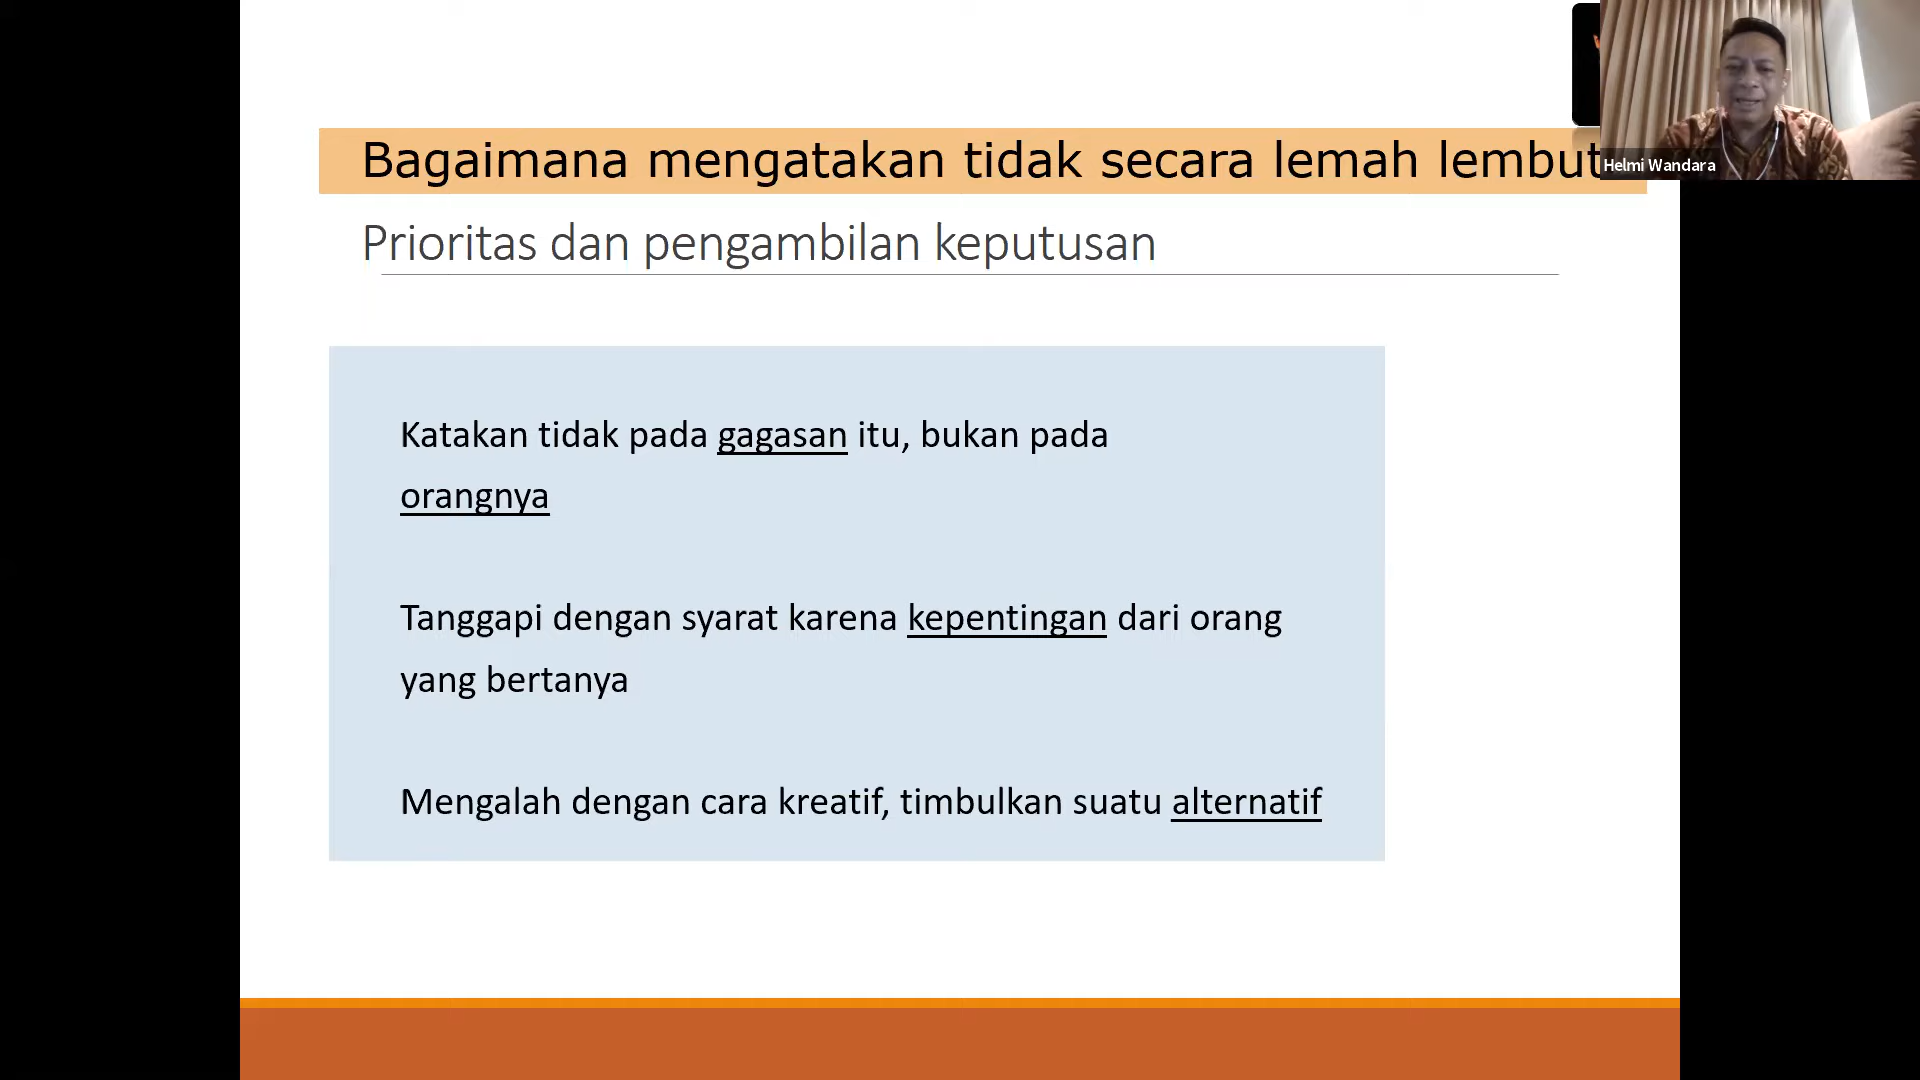 Bagaimana mengatakan tidak secara lemah lembut
Helmi Wandara
Prioritas dan pengambilan keputusan
Katakan tidak pada gagasan itu, bukan pada
orangnya
Tanggapi dengan syarat karena kepentingan dari orang
yang bertanya
Mengalah dengan cara kreatif, timbulkan suatu alternatif